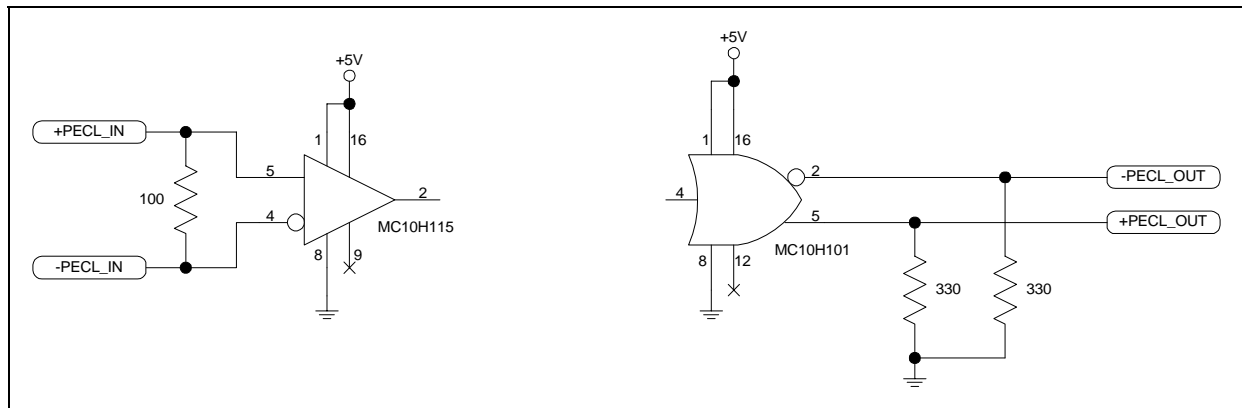 +5V
+PECL_IN
1
16
5
100
2
4
MC10H115
-PECL_IN
8
9
+5V
1
16
2
-PECL_OUT
4
5
+PECL_OUT
MC10H101
8
12
330
330